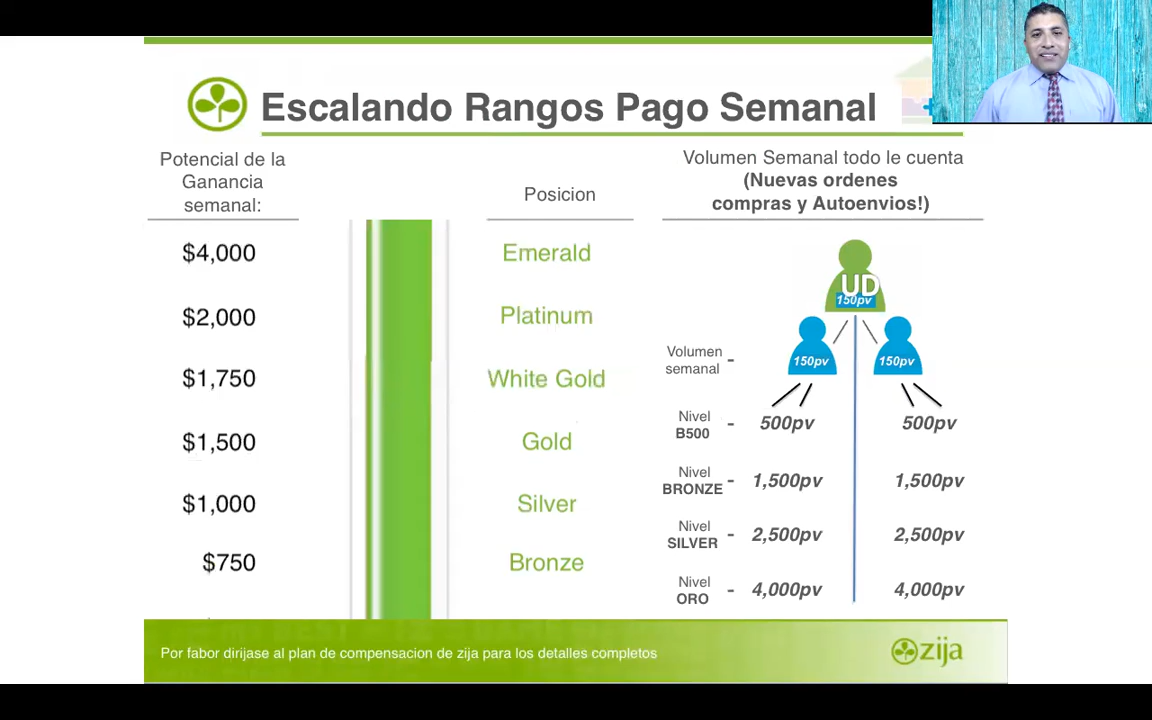 Escalando Rangos Pago Semanal
Potencial de la
Ganancia
semanal:
$4,000
$2,000
$1,750
$1,500
$1,000
$750
Posicion
Emerald
Platinum
White Gold
Gold
Silver
Bronze
Volumen Semanal todo le cuenta
(Nuevas ordenes
compras y Autoenvios!)
UD
150pv
150pv 150pv
Volumen
semanal -
Nivel
B500 - 500pv 500pv
Nivel
BRONZE - 1,500pv 1,500pv
Nivel
SILVER - 2,500pv 2,500pv
Nivel
ORO - 4,000pv 4,000pv
Por fabor dirijase al plan de compensacion de zija para los detalles completos
zija